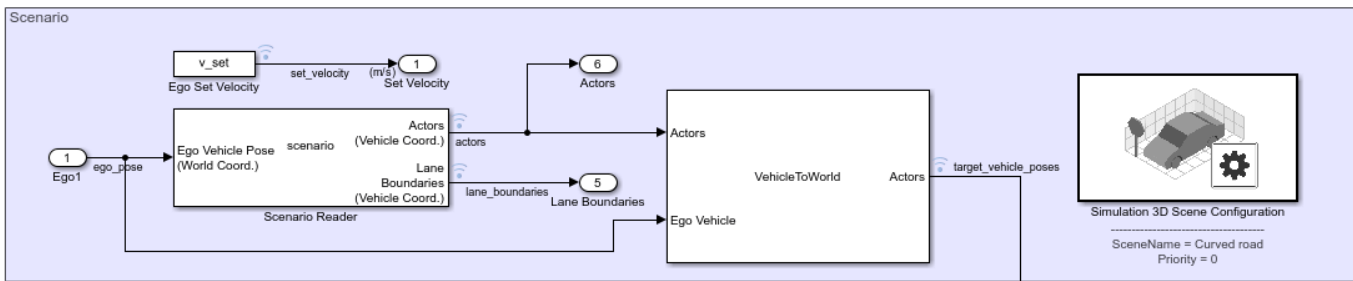 Scenario
v_set
set_velocity
(m/s)
1
Set Velocity
Ego Set Velocity
6
Actors
Ego Vehicle Pose
(World Coord.)
scenario
Actors
(Vehicle Coord.)
Lane
Boundaries
(Vehicle Coord.)
Scenario Reader
actors
lane_boundaries
5
Lane Boundaries
1
Ego1
ego_pose
Actors
Ego Vehicle
VehicleToWorld
Actors
target_vehicle_poses
Simulation 3D Scene Configuration
----------------------------------------
SceneName = Curved road
Priority = 0